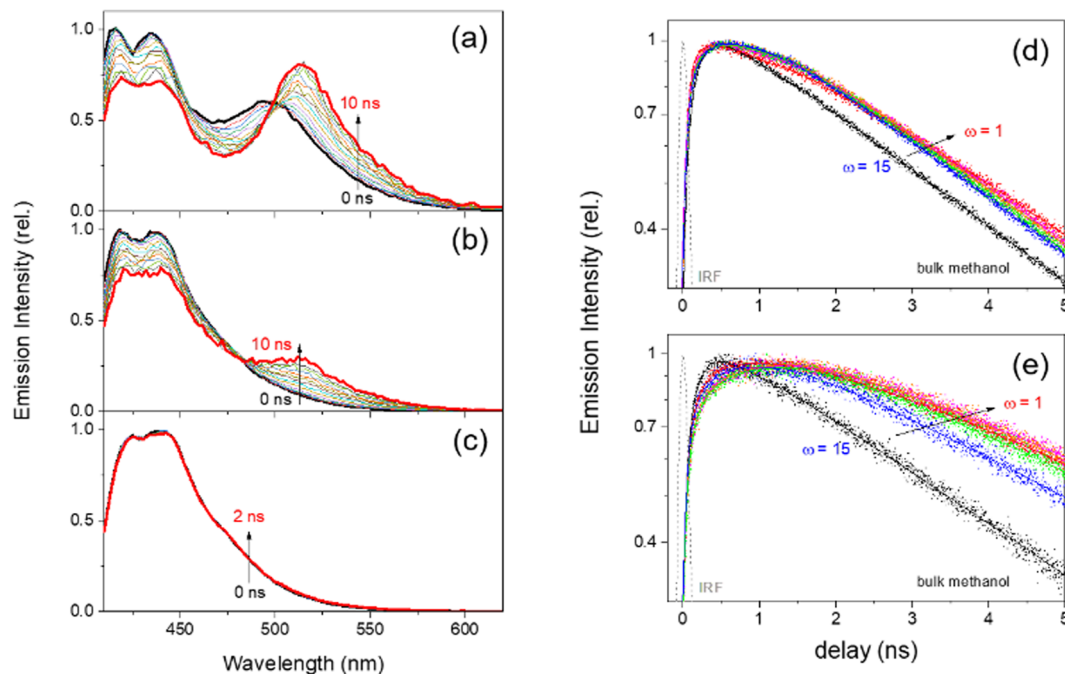 (a)
1.0
0.5
0.0
10 ns
0 ns
(b)
1.0
0.5
0.0
10 ns
0 ns
(c)
1.0
0.5
0.0
2 ns
0 ns
450 500 550 600
Wavelength (nm)
Emission Intensity (rel.)
(d)
1
0.7
0.4
ω = 1
ω = 15
IRF
bulk methanol
0 1 2 3 4 5
Emission Intensity (rel.)
(e)
1
0.7
0.4
ω = 1
ω = 15
IRF
bulk methanol
0 1 2 3 4 5
delay (ns)
Emission Intensity (rel.)